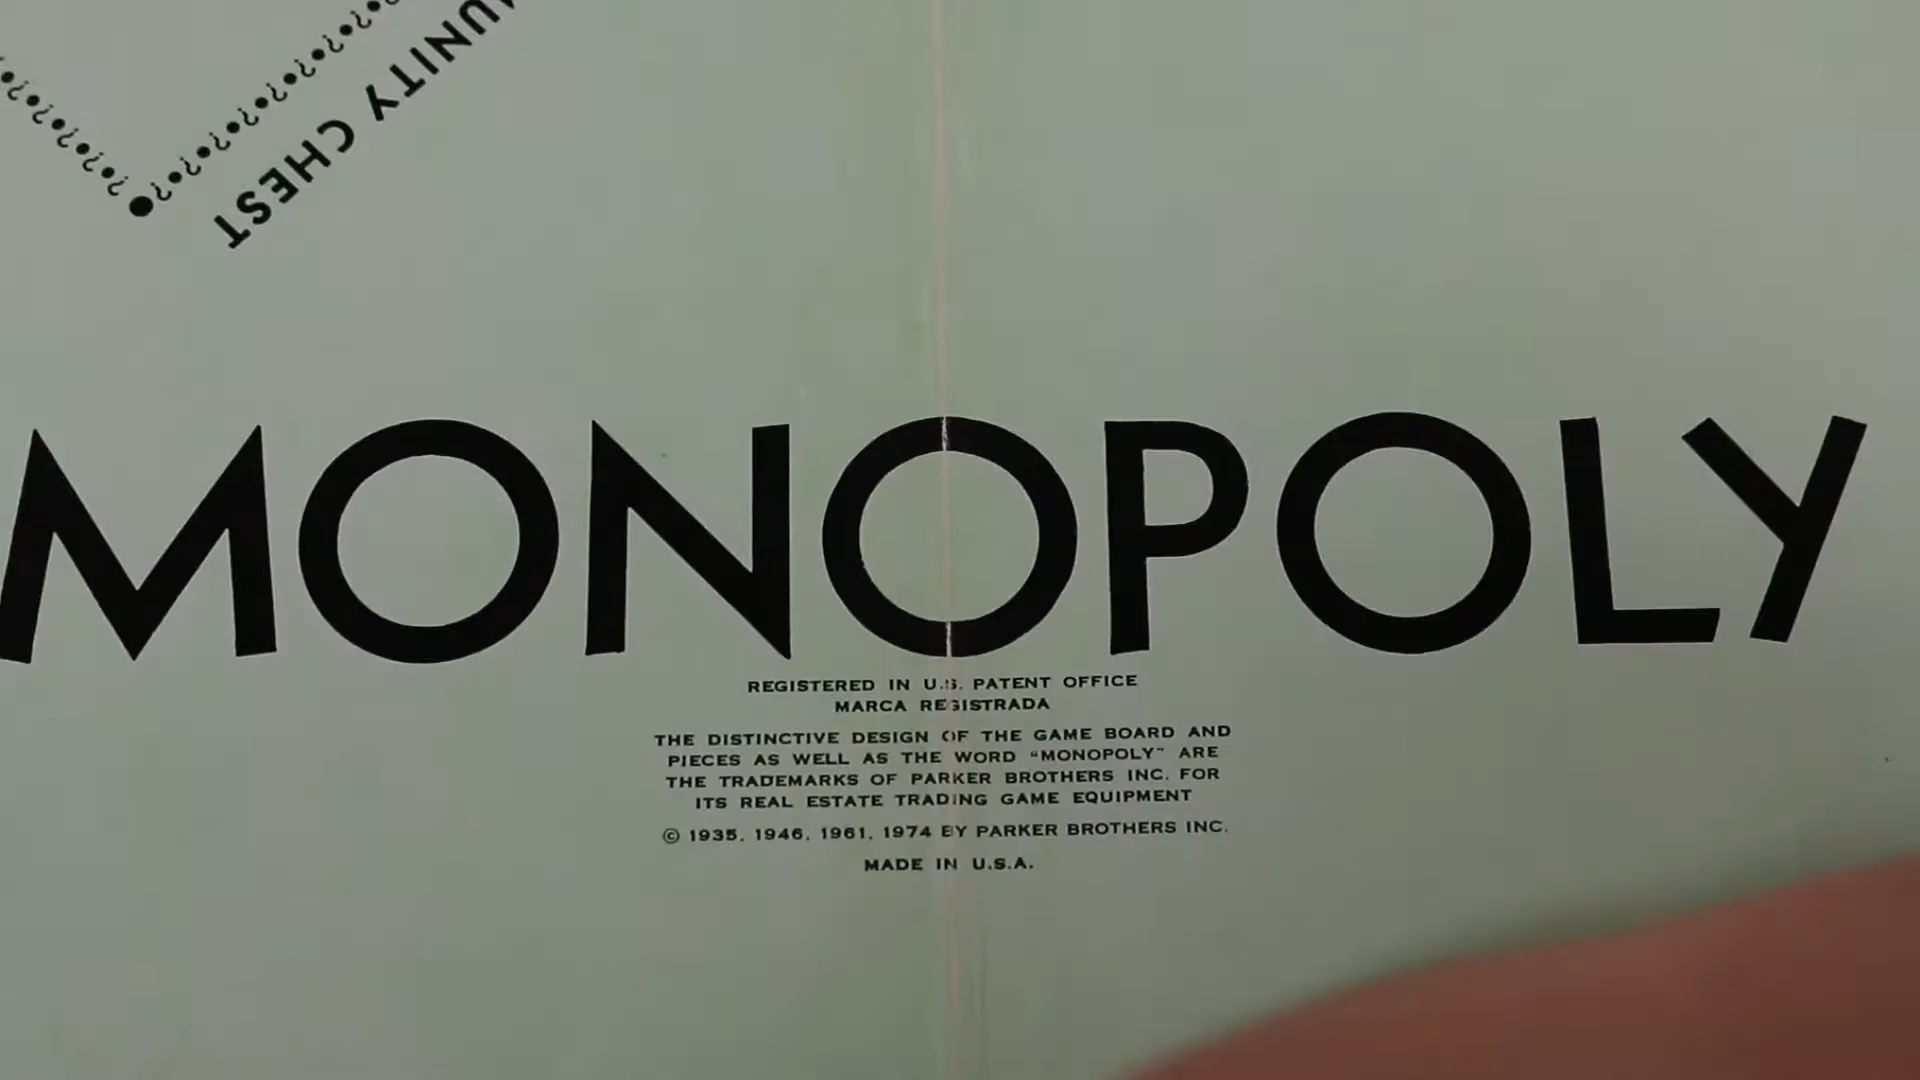 UNITY CHEST
MONOPOLY
REGISTERED IN U.S. PATENT OFFICE
MARCA REGISTRADA
THE DISTINCTIVE DESIGN OF THE GAME BOARD AND
PIECES AS WELL AS THE WORD "MONOPOLY" ARE
THE TRADEMARKS OF PARKER BROTHERS INC. FOR
ITS REAL ESTATE TRADING GAME EQUIPMENT
© 1935, 1946, 1961, 1974 BY PARKER BROTHERS INC.
MADE IN U.S.A.